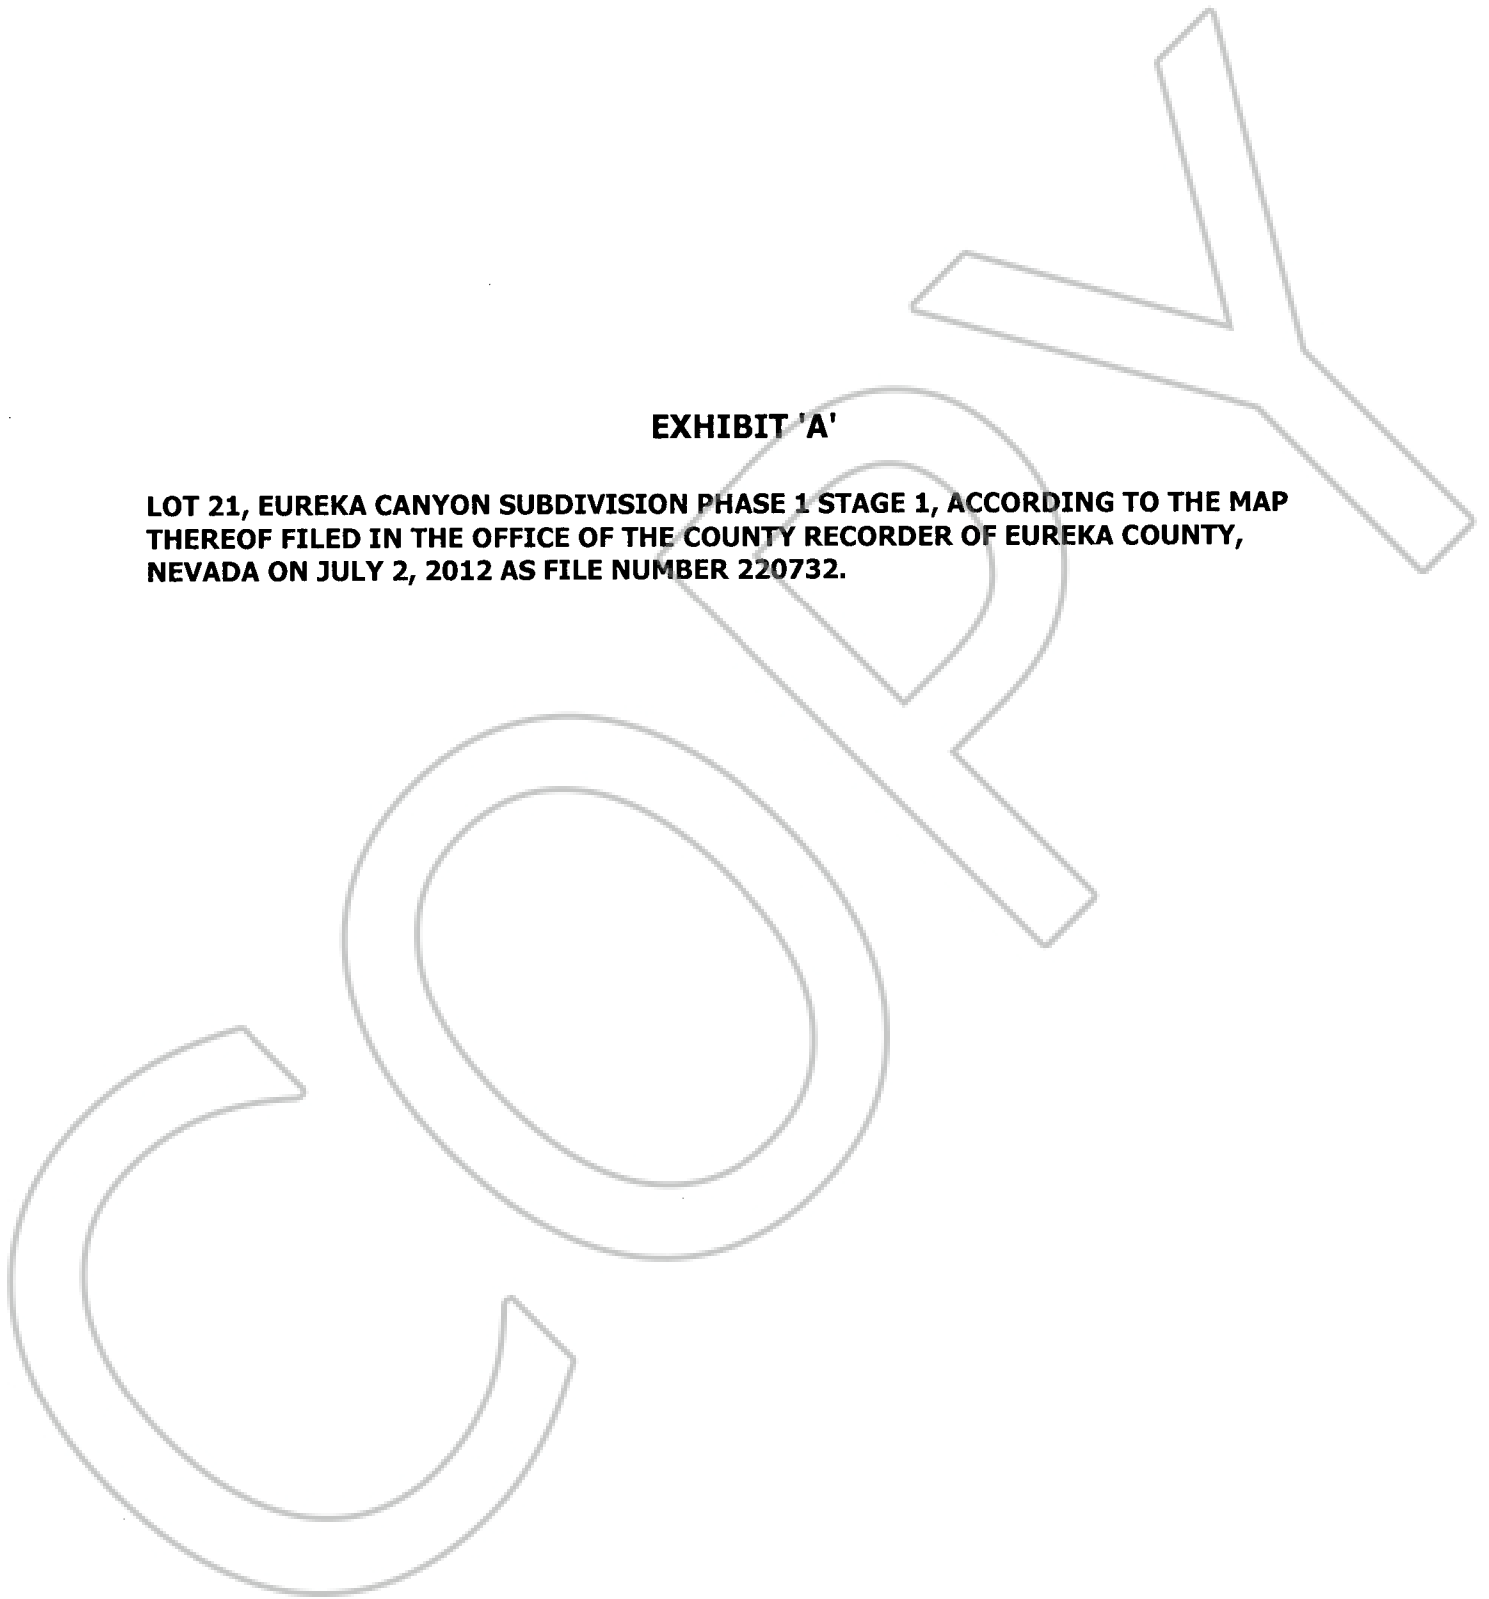 EXHIBIT 'A'
LOT 21, EUREKA CANYON SUBDIVISION PHASE 1 STAGE 1, ACCORDING TO THE MAP
THEREOF FILED IN THE OFFICE OF THE COUNTY RECORDER OF EUREKA COUNTY,
NEVADA ON JULY 2, 2012 AS FILE NUMBER 220732.
COPY